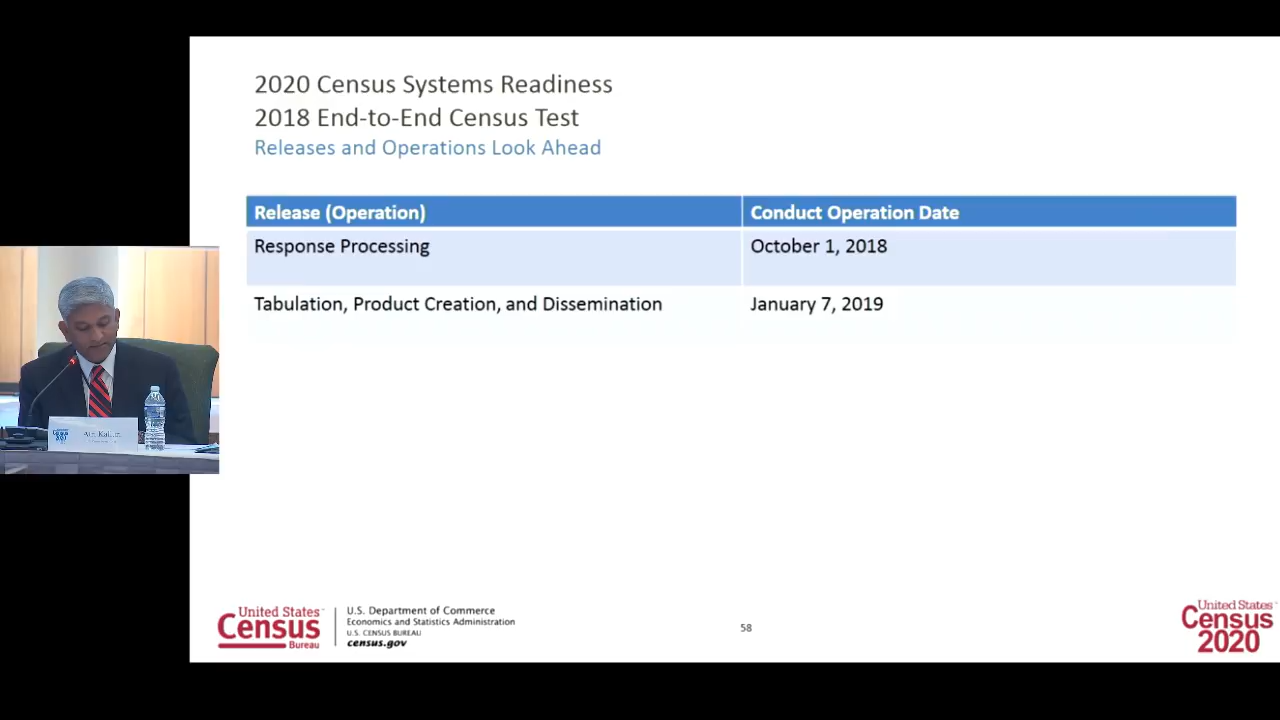 2020 Census Systems Readiness
2018 End-to-End Census Test
Releases and Operations Look Ahead
Release (Operation)
Conduct Operation Date
Response Processing
October 1, 2018
Tabulation, Product Creation, and Dissemination
January 7, 2019
United States
Census
Bureau
U.S. Department of Commerce
Economics and Statistics Administration
U.S. CENSUS BUREAU
census.gov
58
United States
Census
2020